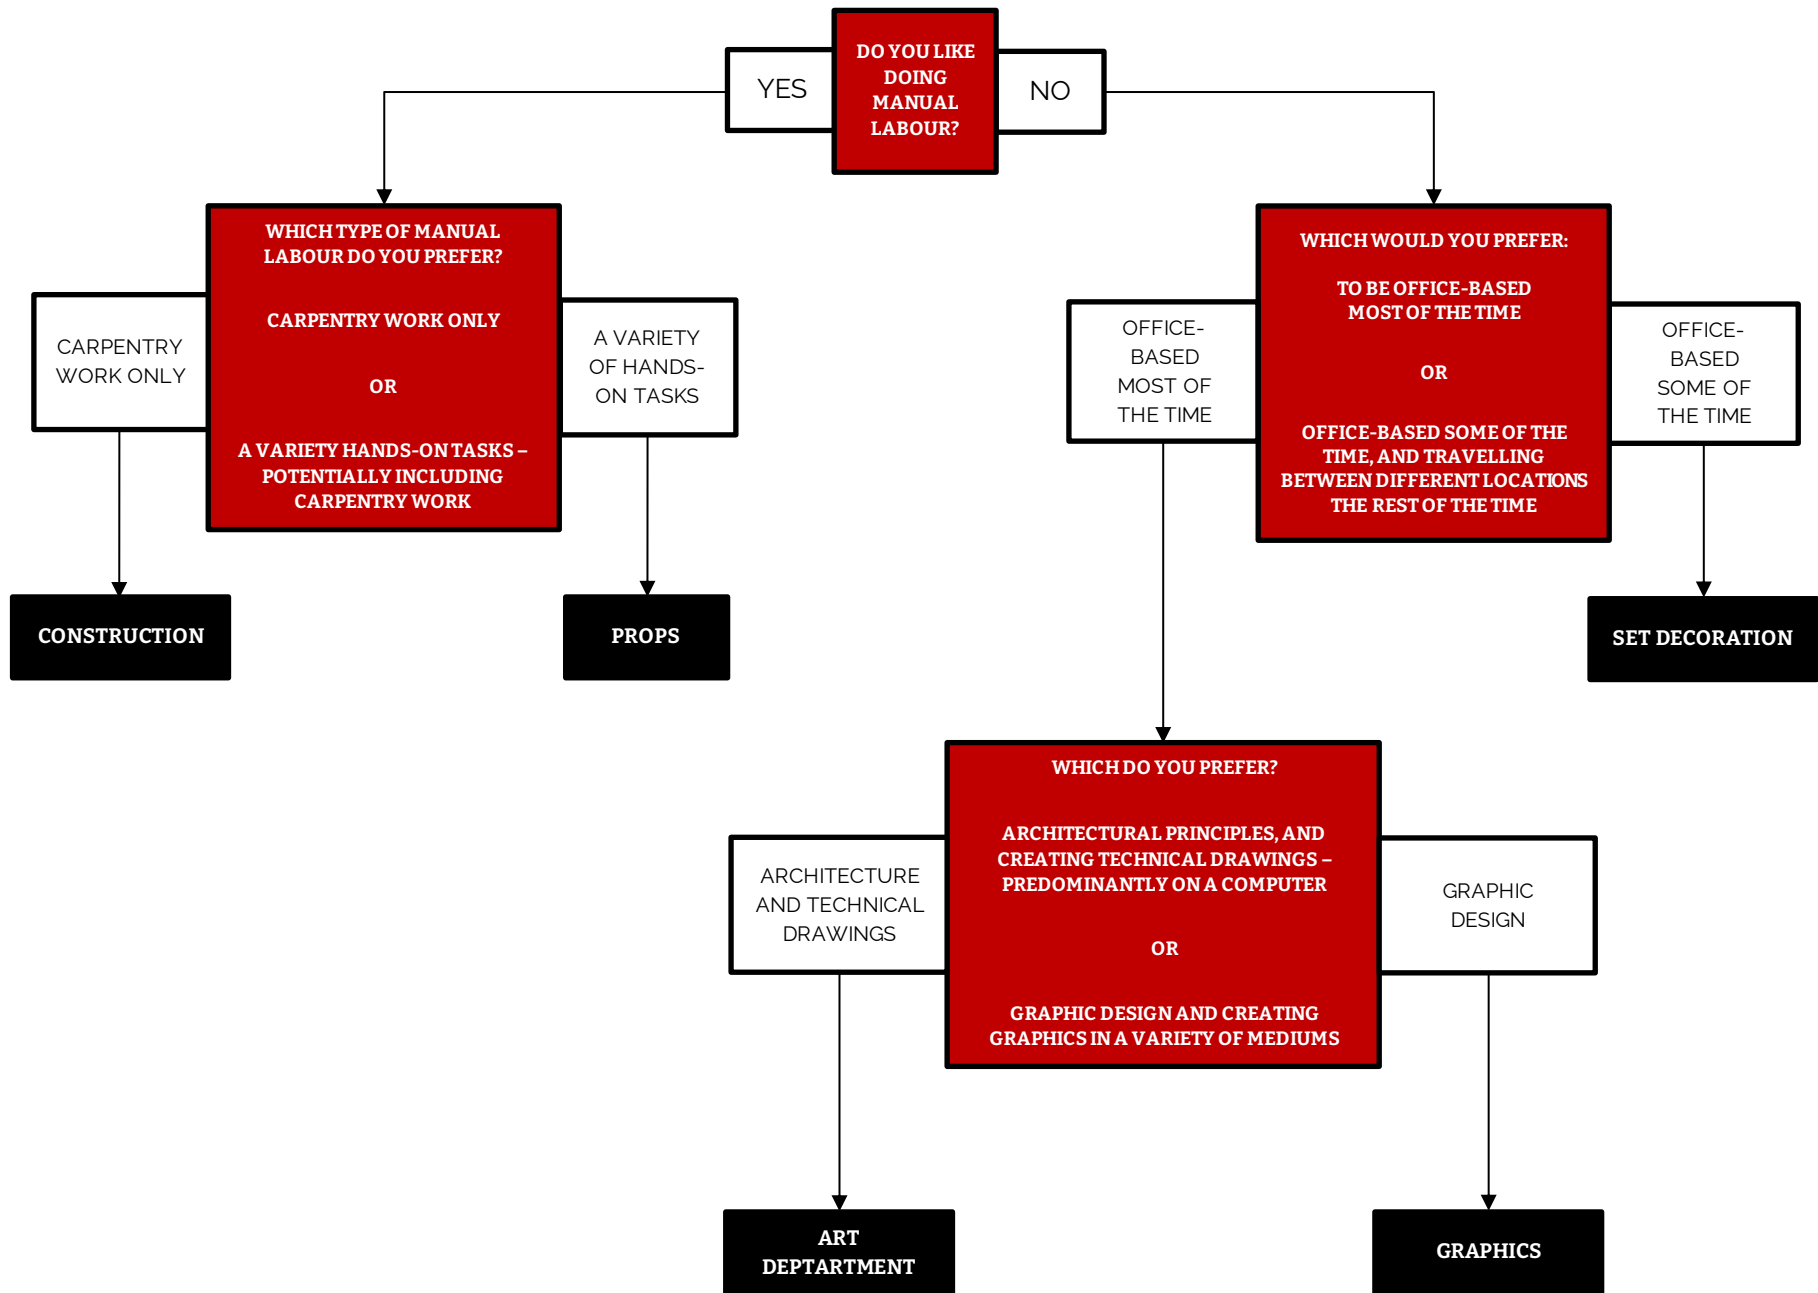 YES
DO YOU LIKE
DOING
MANUAL
LABOUR?
NO
WHICH TYPE OF MANUAL
LABOUR DO YOU PREFER?
CARPENTRY WORK ONLY
OR
A VARIETY HANDS-ON TASKS –
POTENTIALLY INCLUDING
CARPENTRY WORK
CARPENTRY
WORK ONLY
A VARIETY
OF HANDS-
ON TASKS
CONSTRUCTION
PROPS
WHICH WOULD YOU PREFER:
TO BE OFFICE-BASED
MOST OF THE TIME
OR
OFFICE-BASED SOME OF THE
TIME, AND TRAVELLING
BETWEEN DIFFERENT LOCATIONS
THE REST OF THE TIME
OFFICE-
BASED
MOST OF
THE TIME
OFFICE-
BASED
SOME OF
THE TIME
SET DECORATION
WHICH DO YOU PREFER?
ARCHITECTURAL PRINCIPLES, AND
CREATING TECHNICAL DRAWINGS –
PREDOMINANTLY ON A COMPUTER
OR
GRAPHIC DESIGN AND CREATING
GRAPHICS IN A VARIETY OF MEDIUMS
ARCHITECTURE
AND TECHNICAL
DRAWINGS
GRAPHIC
DESIGN
ART
DEPTARTMENT
GRAPHICS